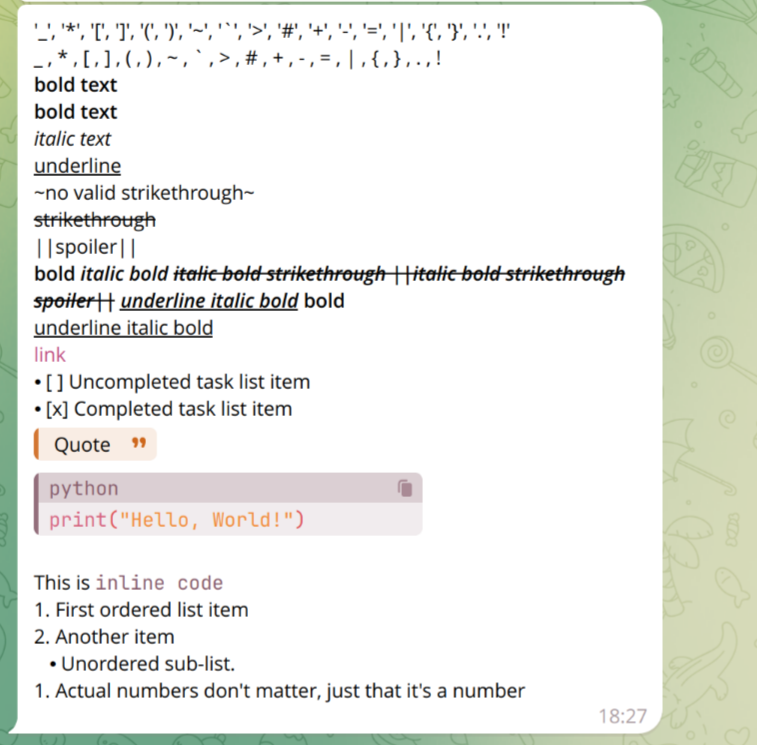 '_', '*', '[', ']', '(', ')', '~', '`', '>', '#', '+', '-', '=', '|', '{', '}', '.', '!'
_ , * , [ , ] , ( , ) , ~ , ` , > , # , + , - , = , | , { , } , . , !
bold text
bold text
italic text
underline
~no valid strikethrough~
strikethrough
||spoiler||
bold italic bold italic bold strikethrough ||italic bold strikethrough
spoiler|| underline italic bold bold
underline italic bold
link
• [ ] Uncompleted task list item
• [x] Completed task list item
Quote
python
print("Hello, World!")
This is inline code
1. First ordered list item
2. Another item
• Unordered sub-list.
1. Actual numbers don't matter, just that it's a number
18:27